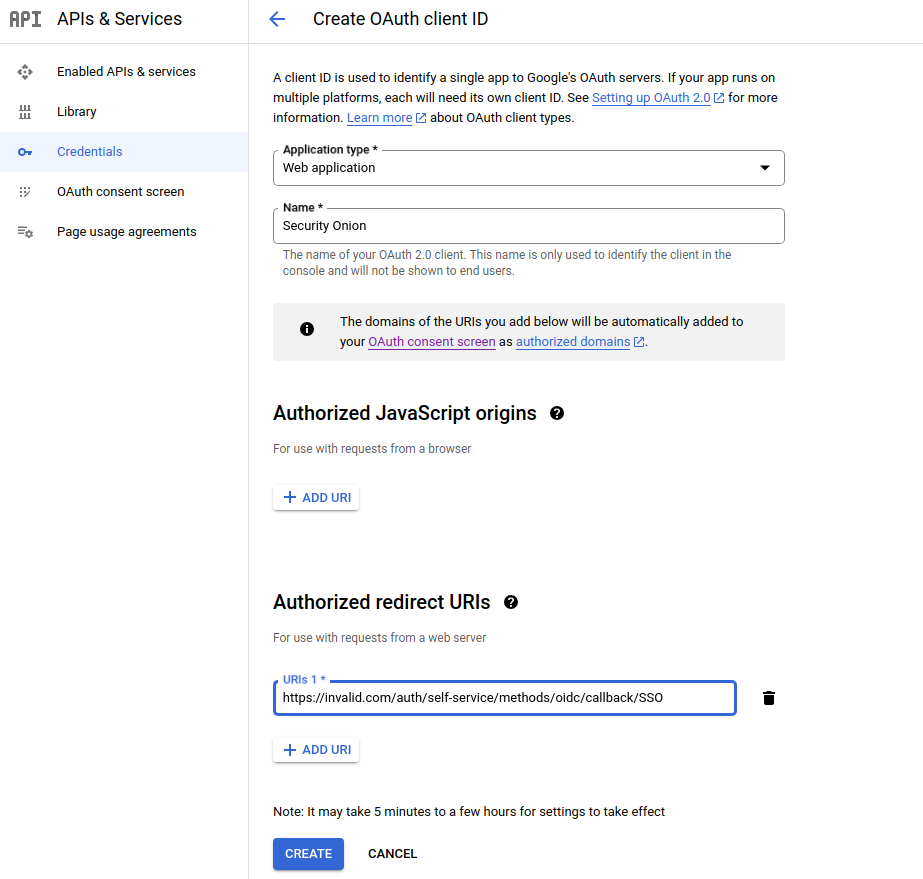 API APIs & Services
Enabled APIs & services
Library
Credentials
OAuth consent screen
Page usage agreements
Create OAuth client ID
A client ID is used to identify a single app to Google's OAuth servers. If your app runs on
multiple platforms, each will need its own client ID. See Setting up OAuth 2.0 for more
information. Learn more about OAuth client types.
Application type *
Web application
Name *
Security Onion
The name of your OAuth 2.0 client. This name is only used to identify the client in the
console and will not be shown to end users.
The domains of the URIs you add below will be automatically added to
your OAuth consent screen as authorized domains.
Authorized JavaScript origins
For use with requests from a browser
ADD URI
Authorized redirect URIs
For use with requests from a web server
URIs 1 *
https://invalid.com/auth/self-service/methods/oidc/callback/SSO
ADD URI
Note: It may take 5 minutes to a few hours for settings to take effect
CREATE CANCEL